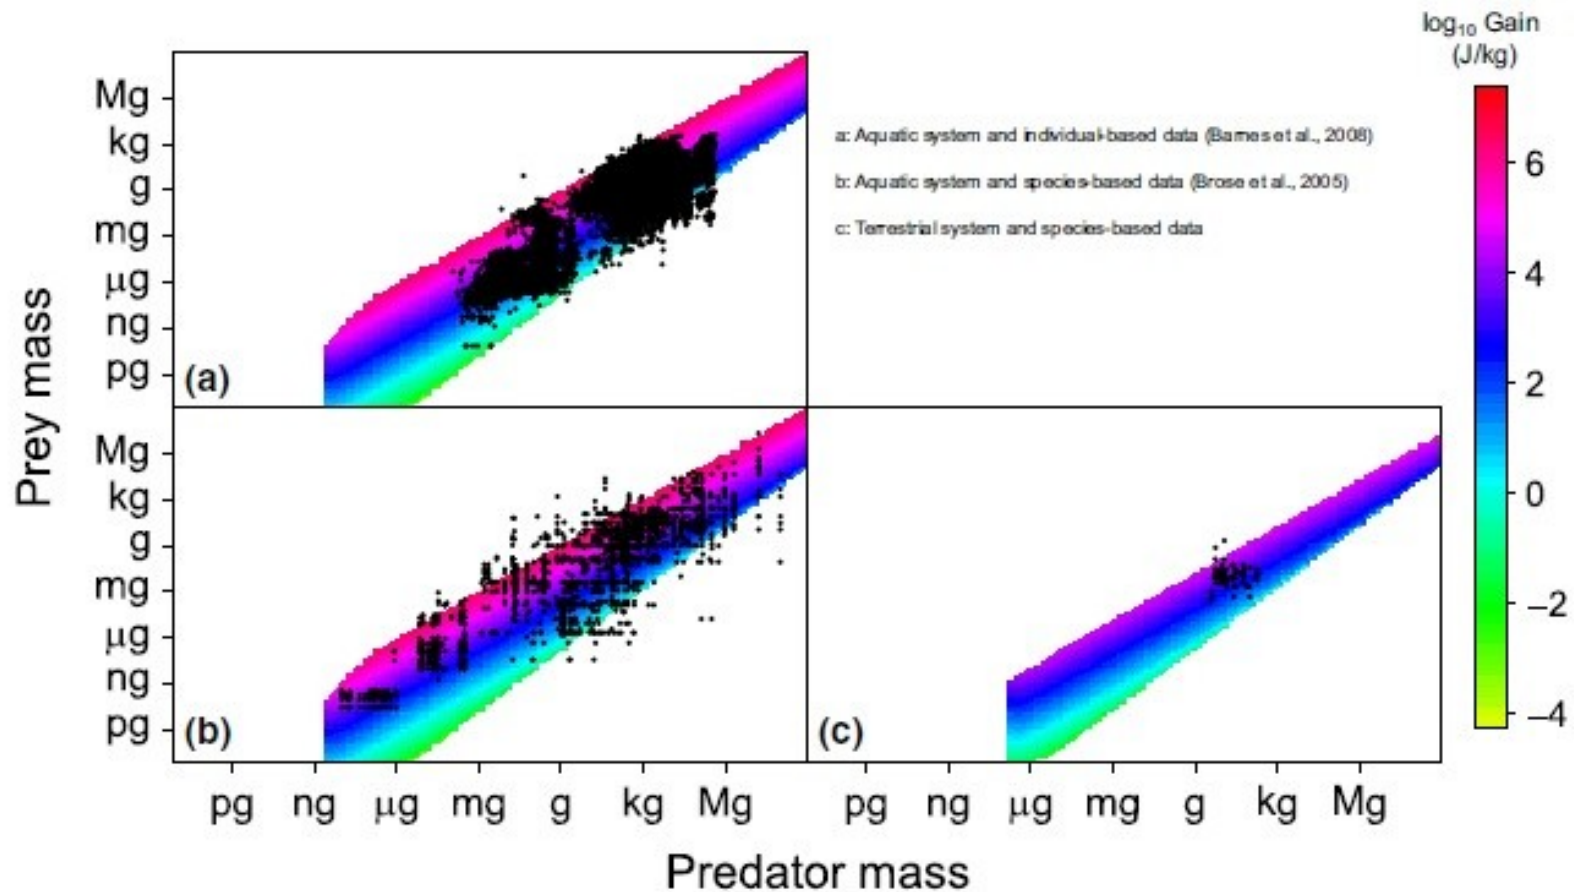 log₁₀ Gain
(J/kg)
Mg
kg
g
mg
μg
ng
pg
(a)
a: Aquatic system and individual-based data (Barnes et al., 2008)
b: Aquatic system and species-based data (Brose et al., 2005)
c: Terrestrial system and species-based data
6
4
2
0
−2
−4
Prey mass
Mg
kg
g
mg
μg
ng
pg
(b)
(c)
pg ng μg mg g kg Mg pg ng μg mg g kg Mg
Predator mass